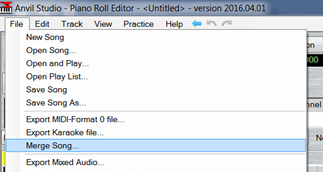 Anvil Studio - Piano Roll Editor - <Untitled> - version 2016.04.01
File Edit Track View Practice Help
New Song
Open Song...
Open and Play...
Open Play List...
Save Song
Save Song As...
Export MIDI-Format 0 file...
Export Karaoke file...
Merge Song...
Export Mixed Audio...